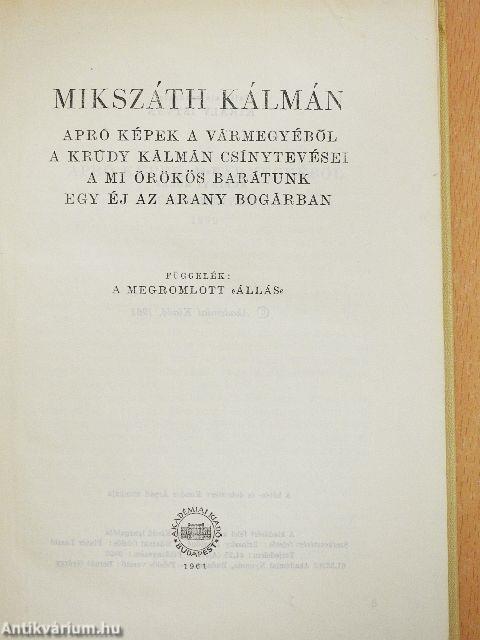 MIKSZÁTH KÁLMÁN
APRÓ KÉPEK A VÁRMEGYÉBŐL
A KRÚDY KÁLMÁN CSÍNYTEVÉSEI
A MI ÖRÖKÖS BARÁTUNK
EGY ÉJ AZ ARANY BOGÁRBAN
FÜGGELÉK:
A MEGROMLOTT «ÁLLÁS»
AKADÉMIAI KIADÓ
BUDAPEST
1961
Antikvárium.hu